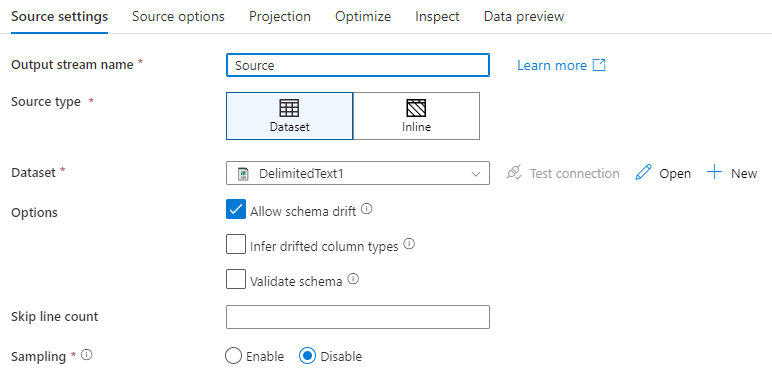 Source settings Source options Projection Optimize Inspect Data preview
Output stream name * Source Learn more
Source type * Dataset Inline
Dataset * DelimitedText1 Test connection Open New
Options Allow schema drift
Infer drifted column types
Validate schema
Skip line count
Sampling * Enable Disable